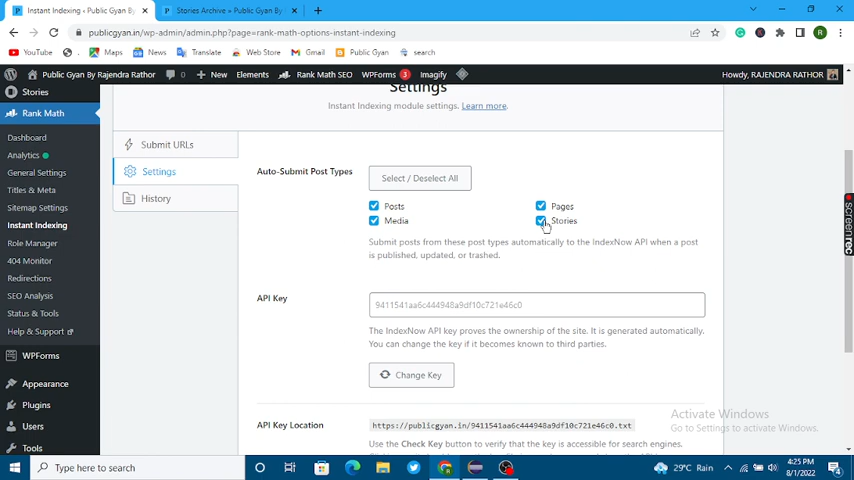 Instant Indexing ‹ Public Gyan By
Stories Archive » Public Gyan By
publicgyan.in/wp-admin/admin.php?page=rank-math-options-instant-indexing
R
YouTube
Maps
News
Translate
Web Store
Gmail
Public Gyan
search
Public Gyan By Rajendra Rathor
0
New
Elements
Rank Math SEO
WPForms
3
Imagify
Howdy, RAJENDRA RATHOR
Stories
Rank Math
Dashboard
Analytics
General Settings
Titles & Meta
Sitemap Settings
Instant Indexing
Role Manager
404 Monitor
Redirections
SEO Analysis
Status & Tools
Help & Support
WPForms
Appearance
Plugins
Users
Tools
Settings
Instant Indexing module settings. Learn more.
Submit URLs
Settings
History
Auto-Submit Post Types
Select / Deselect All
Posts
Pages
Media
Stories
Submit posts from these post types automatically to the IndexNow API when a post
is published, updated, or trashed.
API Key
9411541aa6c444948a9df10c721e46c0
The IndexNow API key proves the ownership of the site. It is generated automatically.
You can change the key if it becomes known to third parties.
Change Key
API Key Location
https://publicgyan.in/9411541aa6c444948a9df10c721e46c0.txt
Use the Check Key button to verify that the key is accessible for search engines.
screenrec
Activate Windows
Go to Settings to activate Windows.
Type here to search
29°C Rain
4:25 PM
8/1/2022